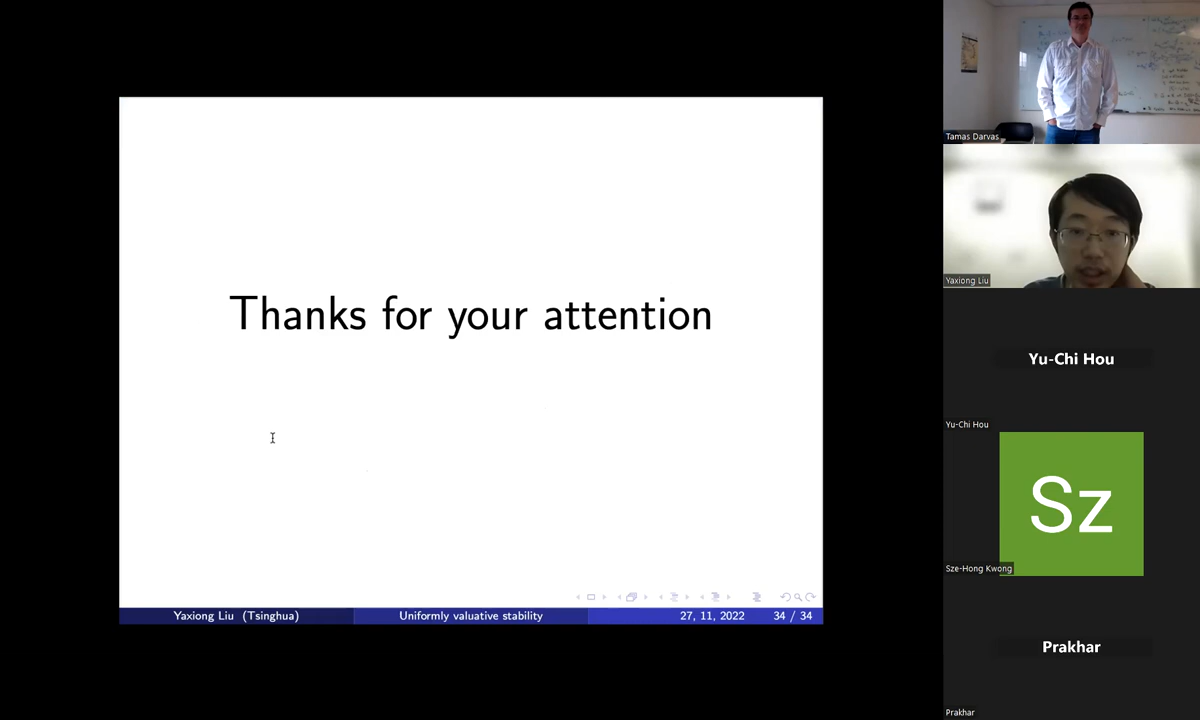 Thanks for your attention
Yaxiong Liu (Tsinghua)
Uniformly valuative stability
27, 11, 2022
34 / 34
Tamas Darvas
Yaxiong Liu
Yu-Chi Hou
Yu-Chi Hou
Sz
Sze-Hong Kwong
Prakhar
Prakhar